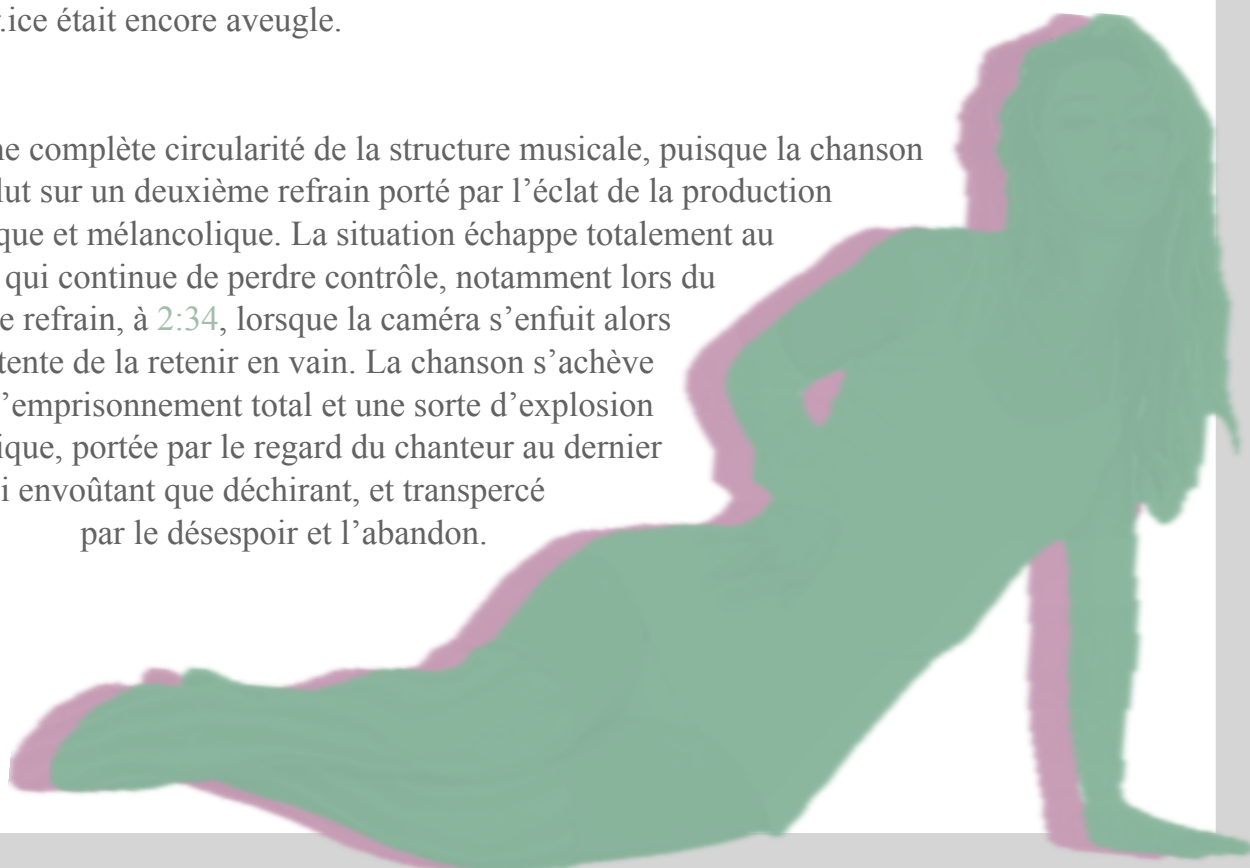 .ice était encore aveugle.
ne complète circularité de la structure musicale, puisque la chanson
lut sur un deuxième refrain porté par l’éclat de la production
que et mélancolique. La situation échappe totalement au
qui continue de perdre contrôle, notamment lors du
e refrain, à 2:34, lorsque la caméra s’enfuit alors
tente de la retenir en vain. La chanson s’achève
’emprisonnement total et une sorte d’explosion
ique, portée par le regard du chanteur au dernier
i envoûtant que déchirant, et transpercé
par le désespoir et l’abandon.